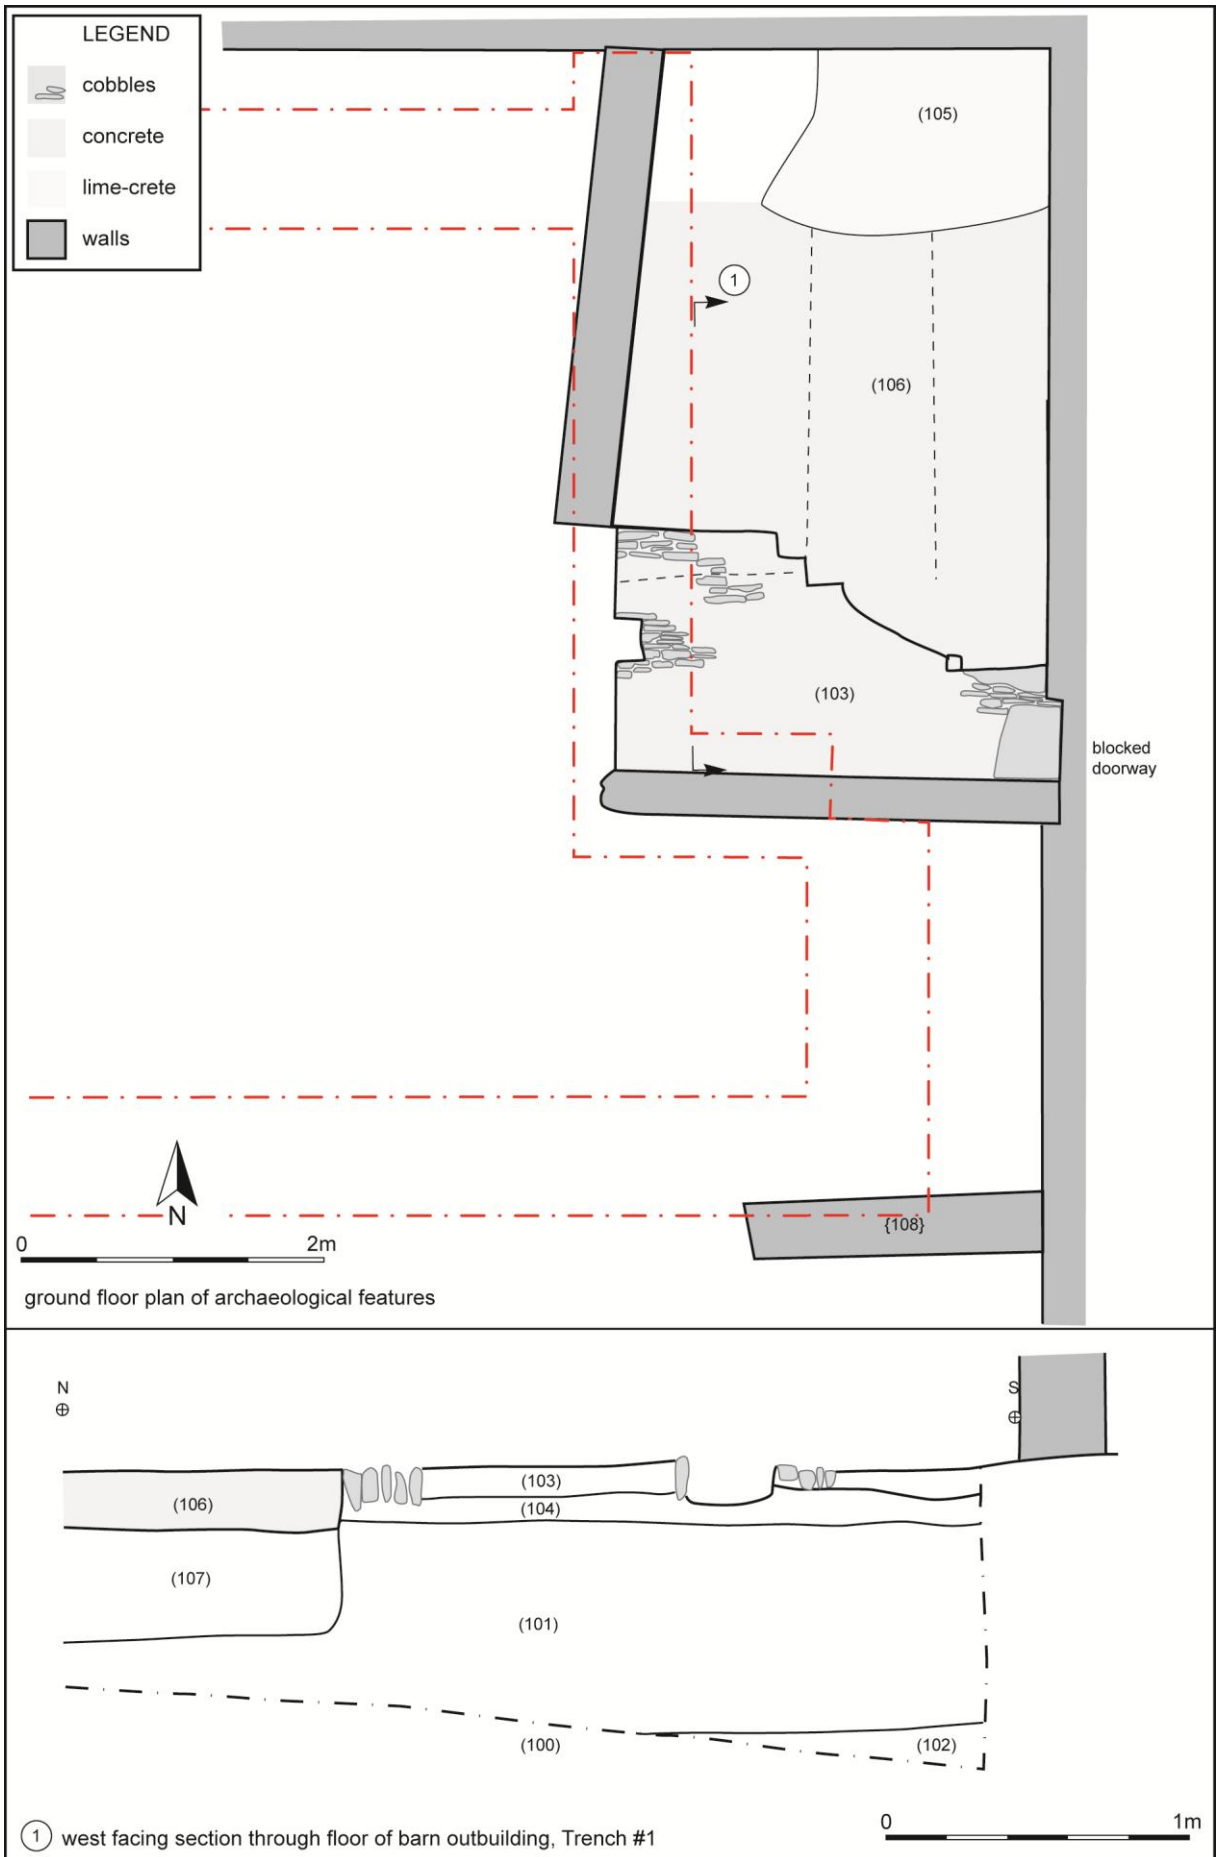 LEGEND
cobbles
concrete
lime-crete
walls
(105)
1
(106)
(103)
blocked
doorway
N
{108}
0 2m
ground floor plan of archaeological features
N
S
(103)
(106)
(104)
(107)
(101)
(100)
(102)
0 1m
1 west facing section through floor of barn outbuilding, Trench #1